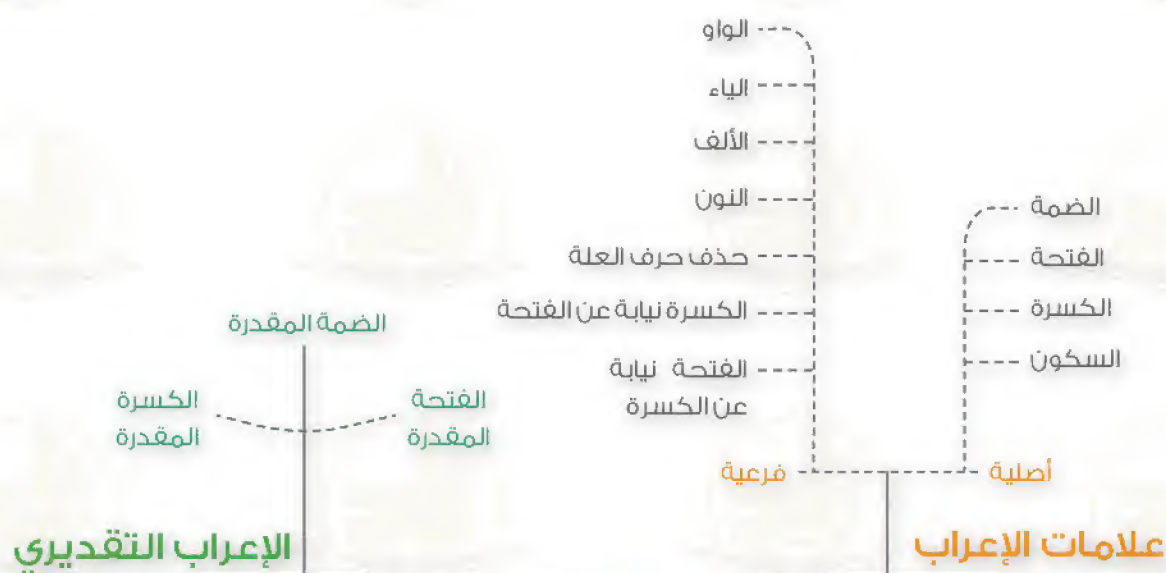 علامات الإعراب
أصلية
الضمة
الفتحة
الكسرة
السكون
فرعية
الواو
الياء
الألف
النون
حذف حرف العلة
الكسرة نيابة عن الفتحة
الفتحة نيابة
عن الكسرة
الإعراب التقديري
الضمة المقدرة
الفتحة
المقدرة
الكسرة
المقدرة